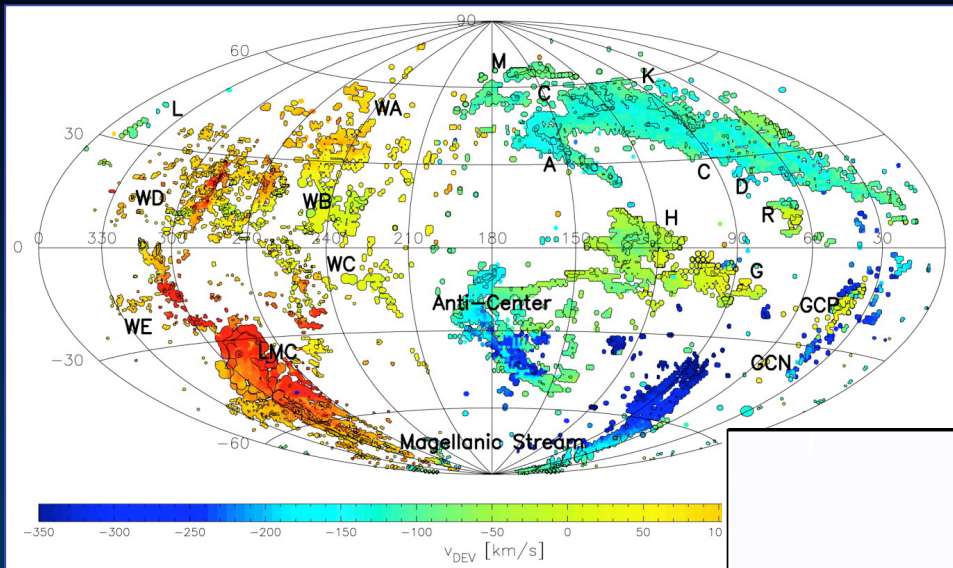 90
60
M
K
C
L
WA
30
A
C
D
WD
WB
R
H
0 0 330 300 240 210 180 150 120 90 60 30
WC
G
Anti-Center
GCP
WE
LMC
−30
GCN
−60
Magellanic Stream
−350 −300 −250 −200 −150 −100 −50 0 50 10
v_DEV [km/s]